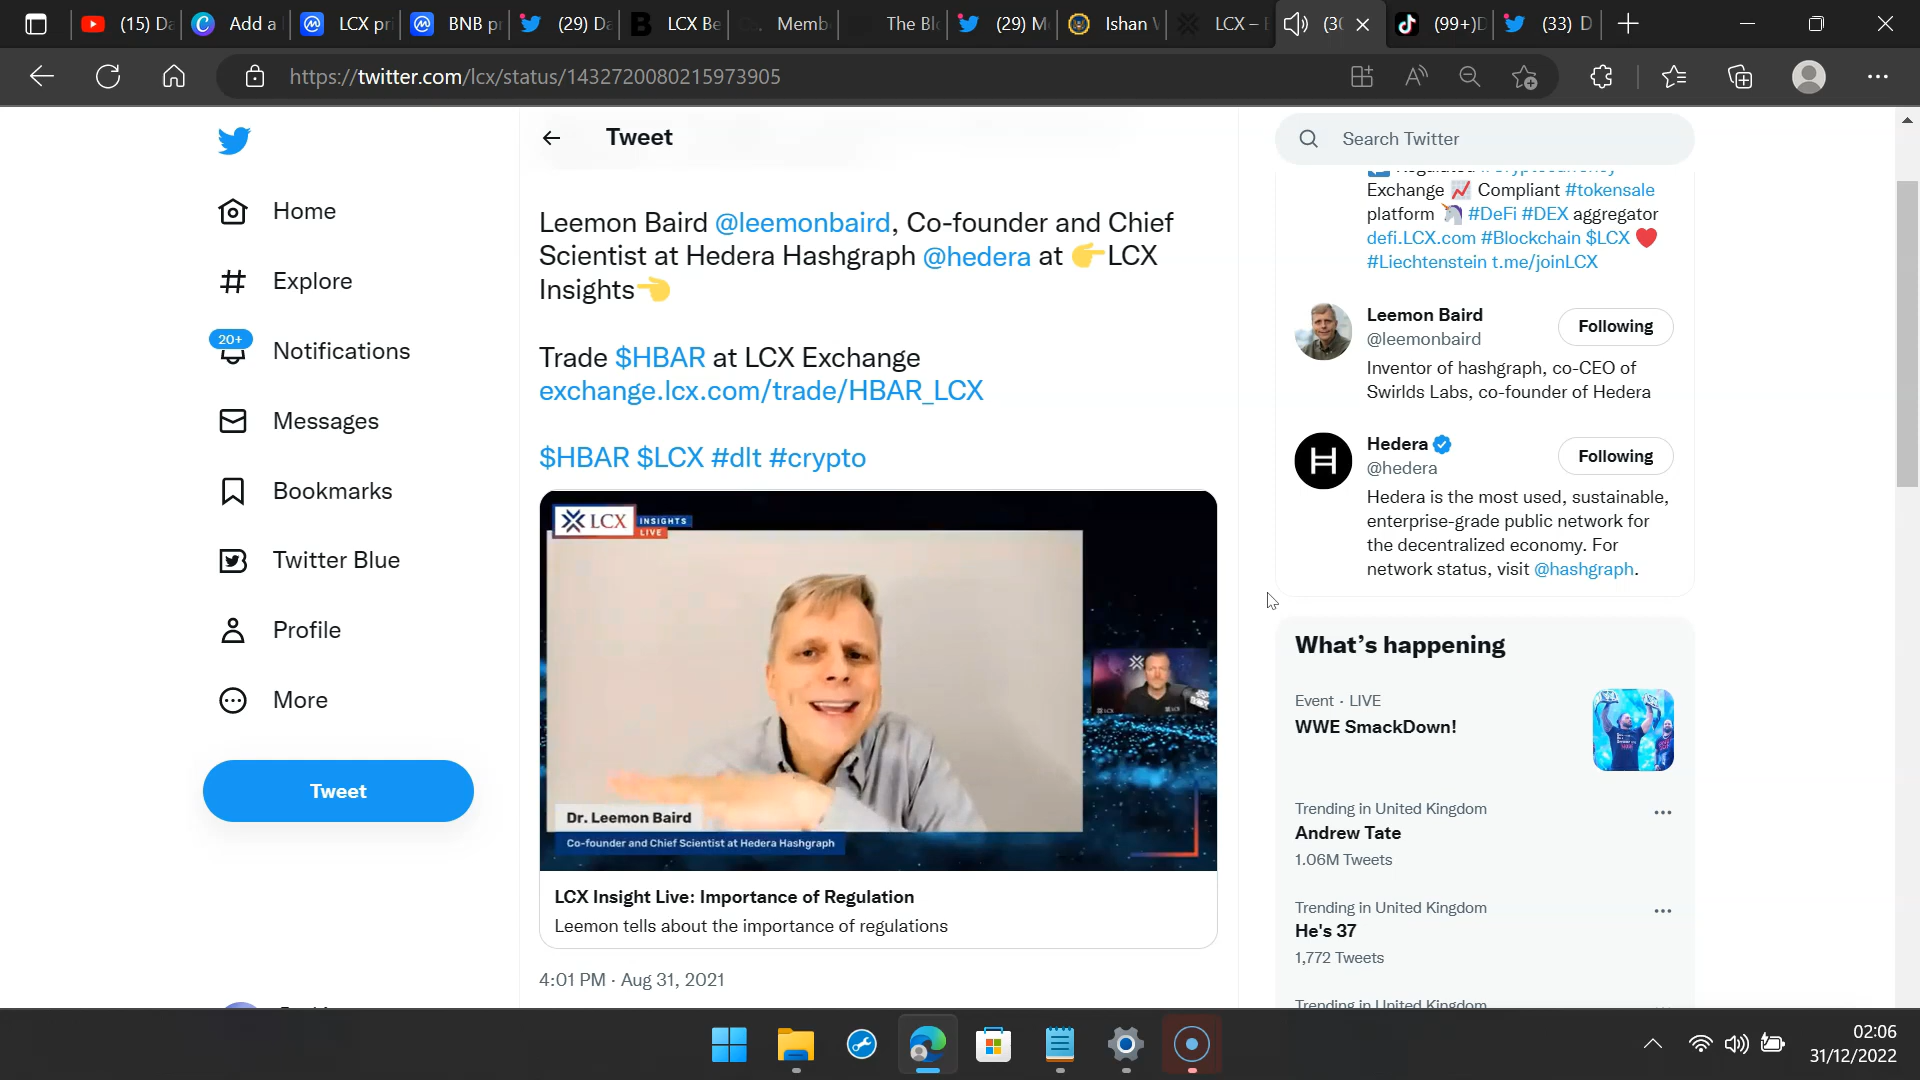 (15) Da
Add a
LCX pri
BNB pr
(29) Da
LCX Be
Memb
The Blo
(29) M
Ishan V
LCX – E
(30
(99+)D
(33) D
https://twitter.com/lcx/status/1432720080215973905
Tweet
Search Twitter
Home
Explore
20+
Notifications
Messages
Bookmarks
Twitter Blue
Profile
More
Tweet
Leemon Baird @leemonbaird, Co-founder and Chief
Scientist at Hedera Hashgraph @hedera at 👉LCX
Insights👈
Trade $HBAR at LCX Exchange
exchange.lcx.com/trade/HBAR_LCX
$HBAR $LCX #dlt #crypto
LCX INSIGHTS
LIVE
Dr. Leemon Baird
Co-founder and Chief Scientist at Hedera Hashgraph
LCX Insight Live: Importance of Regulation
Leemon tells about the importance of regulations
4:01 PM · Aug 31, 2021
Regulated #Cryptocurrency
Exchange 📈 Compliant #tokensale
platform 🦄 #DeFi #DEX aggregator
defi.LCX.com #Blockchain $LCX ❤️
#Liechtenstein t.me/joinLCX
Leemon Baird
@leemonbaird
Following
Inventor of hashgraph, co-CEO of
Swirlds Labs, co-founder of Hedera
Hedera
@hedera
Following
Hedera is the most used, sustainable,
enterprise-grade public network for
the decentralized economy. For
network status, visit @hashgraph.
What's happening
Event · LIVE
WWE SmackDown!
Trending in United Kingdom
Andrew Tate
1.06M Tweets
Trending in United Kingdom
He's 37
1,772 Tweets
Trending in United Kingdom
02:06
31/12/2022